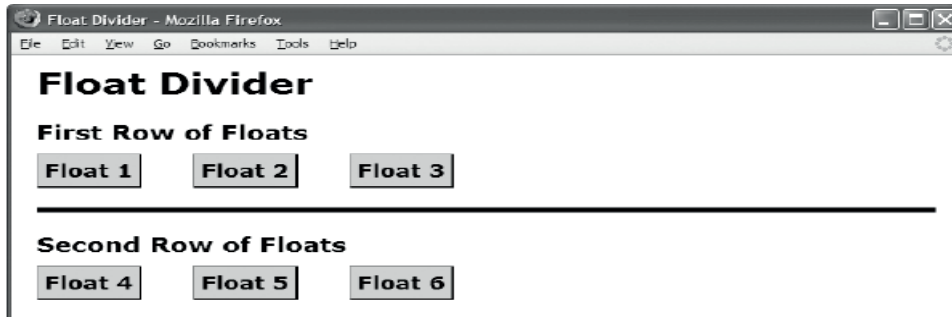 Float Divider - Mozilla Firefox
File Edit View Go Bookmarks Tools Help
Float Divider
First Row of Floats
Float 1 Float 2 Float 3
Second Row of Floats
Float 4 Float 5 Float 6